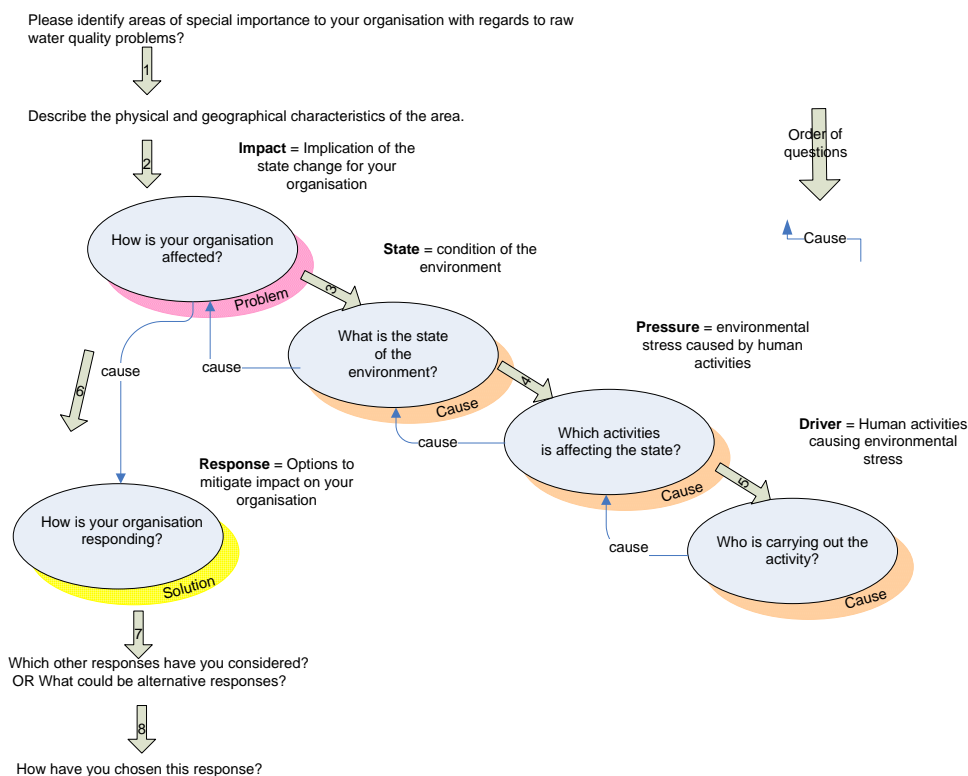 Please identify areas of special importance to your organisation with regards to raw
water quality problems?
1
Describe the physical and geographical characteristics of the area.
2
Impact = Implication of the
state change for your
organisation
Order of
questions
How is your organisation
affected?
Problem
State = condition of the
environment
Cause
3
What is the state
of the
environment?
Cause
Pressure = environmental
stress caused by human
activities
cause
cause
6
4
Which activities
is affecting the state?
Cause
cause
Driver = Human activities
causing environmental
stress
Response = Options to
mitigate impact on your
organisation
5
How is your organisation
responding?
Solution
Who is carrying out the
activity?
Cause
cause
7
Which other responses have you considered?
OR What could be alternative responses?
8
How have you chosen this response?